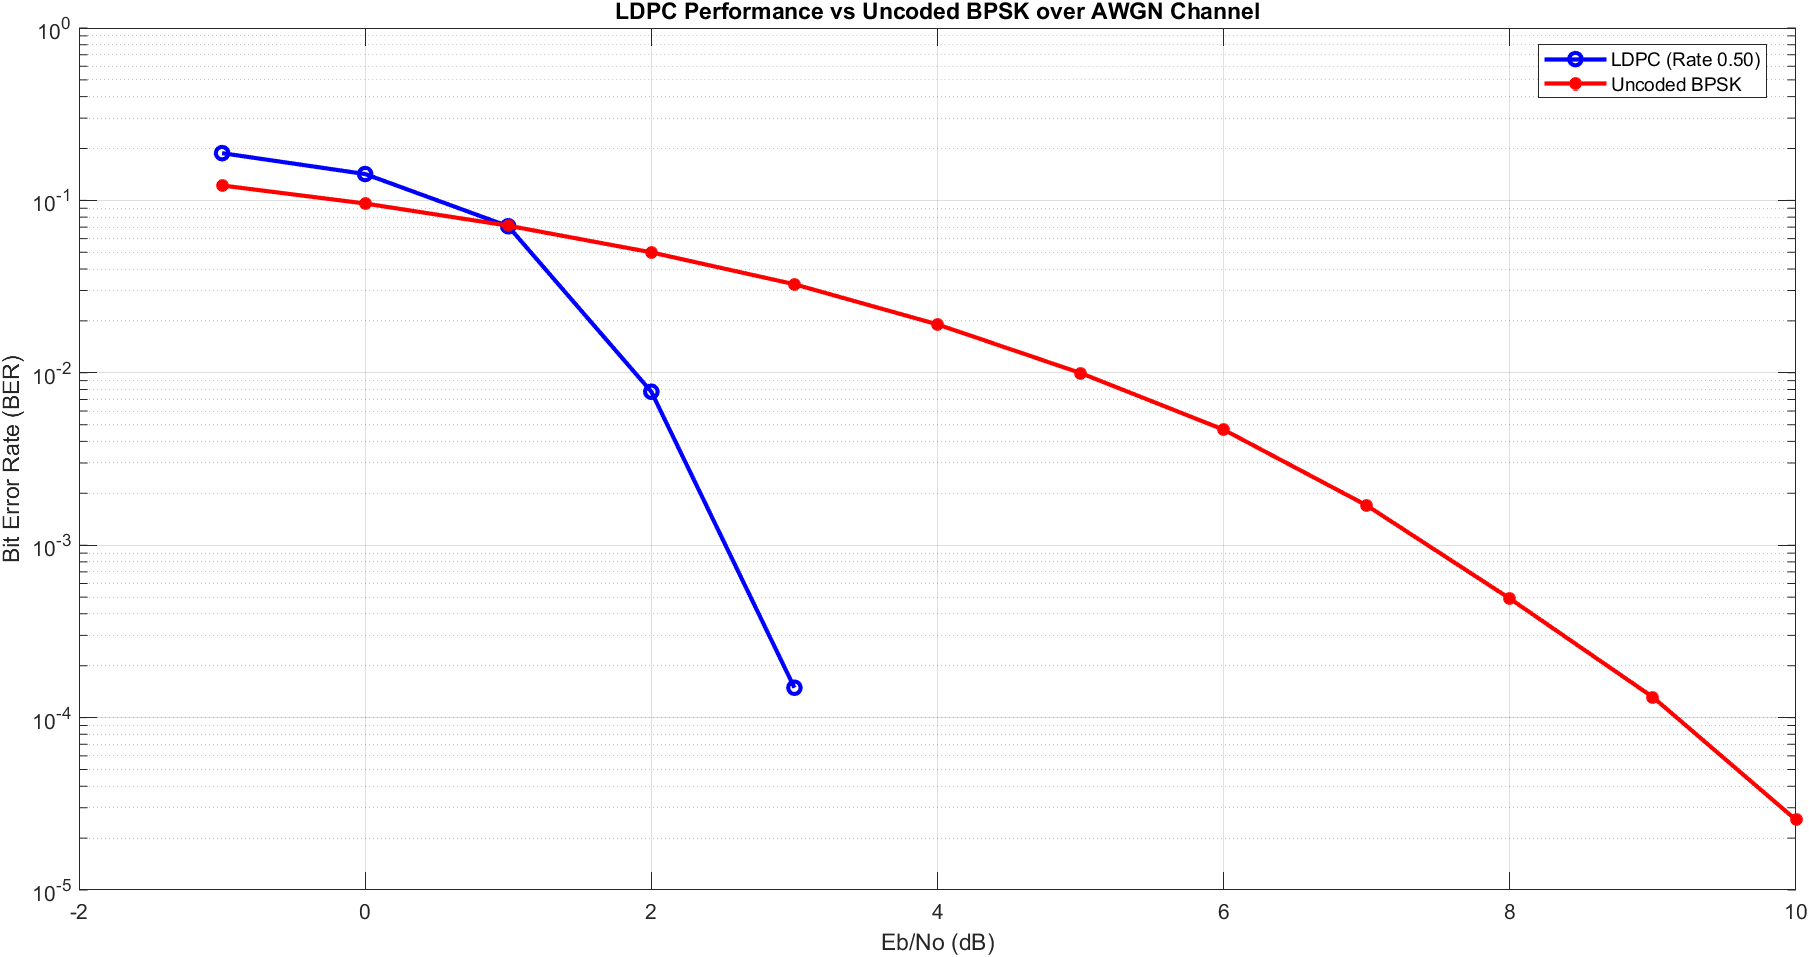 LDPC Performance vs Uncoded BPSK over AWGN Channel
LDPC (Rate 0.50)
Uncoded BPSK
Bit Error Rate (BER)
10^0
10^-1
10^-2
10^-3
10^-4
10^-5
-2 0 2 4 6 8 10
Eb/No (dB)